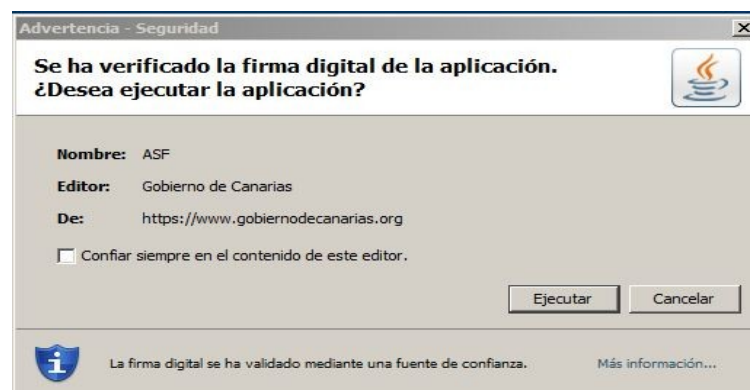 Advertencia - Seguridad
Se ha verificado la firma digital de la aplicación.
¿Desea ejecutar la aplicación?
Nombre: ASF
Editor: Gobierno de Canarias
De: https://www.gobiernodecanarias.org
Confiar siempre en el contenido de este editor.
Ejecutar Cancelar
La firma digital se ha validado mediante una fuente de confianza. Más información...